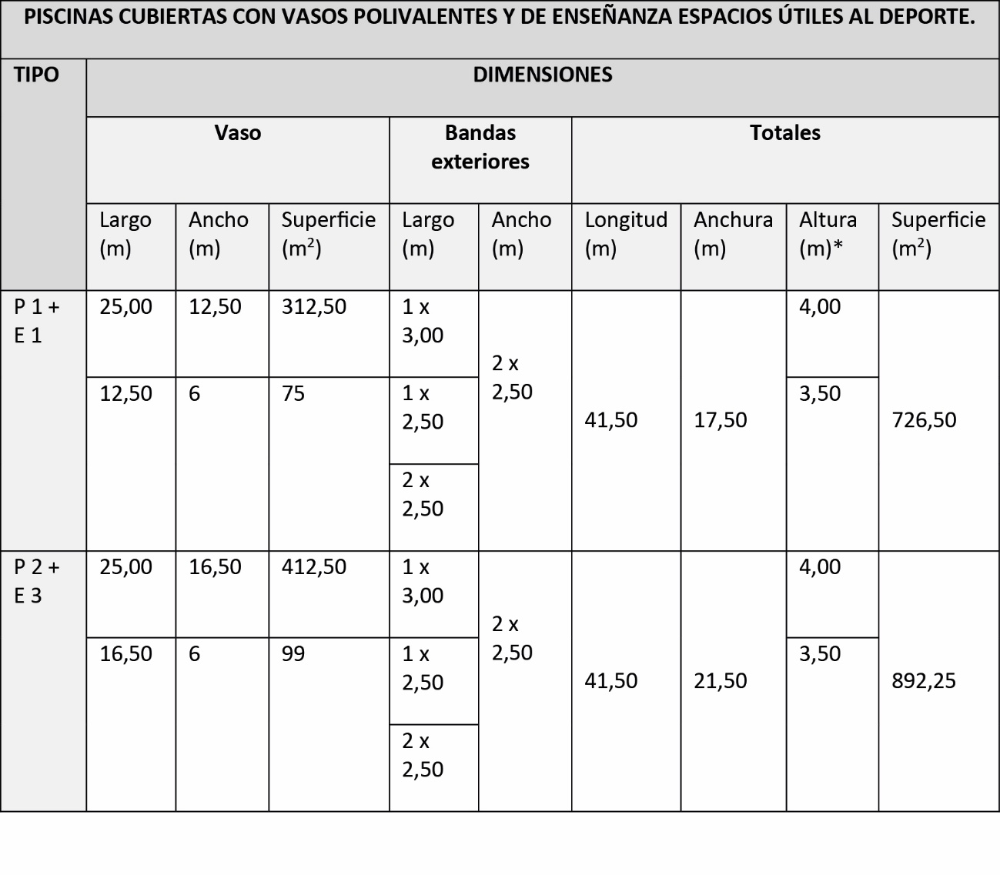 PISCINAS CUBIERTAS CON VASOS POLIVALENTES Y DE ENSEÑANZA ESPACIOS ÚTILES AL DEPORTE.
TIPO
DIMENSIONES
Vaso
Bandas
exteriores
Totales
Largo
(m)
Ancho
(m)
Superficie
(m²)
Largo
(m)
Ancho
(m)
Longitud
(m)
Anchura
(m)
Altura
(m)*
Superficie
(m²)
P 1 +
E 1
25,00
12,50
312,50
1 x
3,00
2 x
2,50
41,50
17,50
4,00
726,50
12,50
6
75
1 x
2,50
3,50
2 x
2,50
P 2 +
E 3
25,00
16,50
412,50
1 x
3,00
2 x
2,50
41,50
21,50
4,00
892,25
16,50
6
99
1 x
2,50
3,50
2 x
2,50